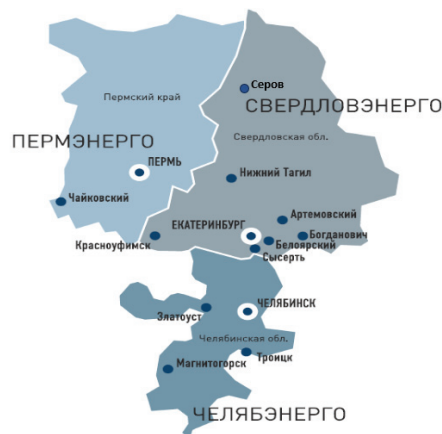 Серов
Пермский край
СВЕРДЛОВЭНЕРГО
Свердловская обл.
ПЕРМЭНЕРГО
ПЕРМЬ
Нижний Тагил
Чайковский
Артемовский
ЕКАТЕРИНБУРГ
Богданович
Красноуфимск
Белоярский
Сысерть
ЧЕЛЯБИНСК
Златоуст
Челябинская обл.
Троицк
Магнитогорск
ЧЕЛЯБЭНЕРГО